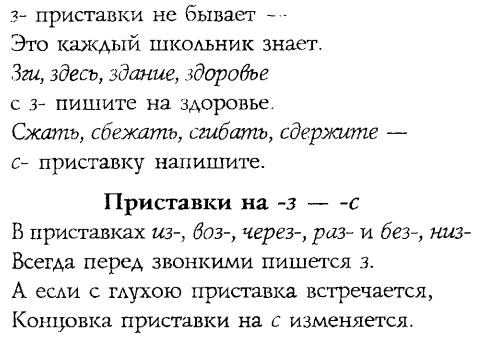 з- приставки не бывает —
Это каждый школьник знает.
Зги, здесь, здание, здоровье
с з- пишите на здоровье.
Сжать, сбежать, сгибать, сдержите —
с- приставку напишите.
Приставки на -з — -с
В приставках из-, воз-, через-, раз- и без-, низ-
Всегда перед звонкими пишется з.
А если с глухою приставка встречается,
Концовка приставки на с изменяется.